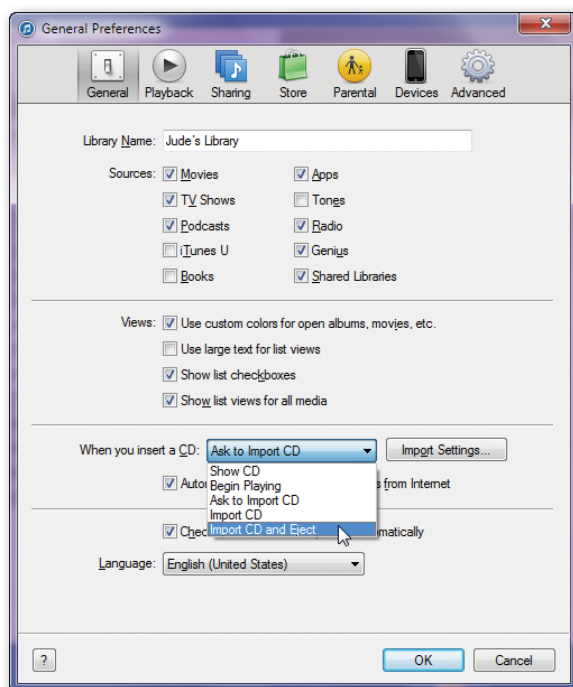 General Preferences
General Playback Sharing Store Parental Devices Advanced
Library Name: Jude's Library
Sources: Movies Apps
TV Shows Tones
Podcasts Radio
iTunes U Genius
Books Shared Libraries
Views: Use custom colors for open albums, movies, etc.
Use large text for list views
Show list checkboxes
Show list views for all media
When you insert a CD: Ask to Import CD Import Settings...
Show CD
Begin Playing
Auto from Internet
Ask to Import CD
Import CD
Import CD and Eject
Chec matically
Language: English (United States)
? OK Cancel